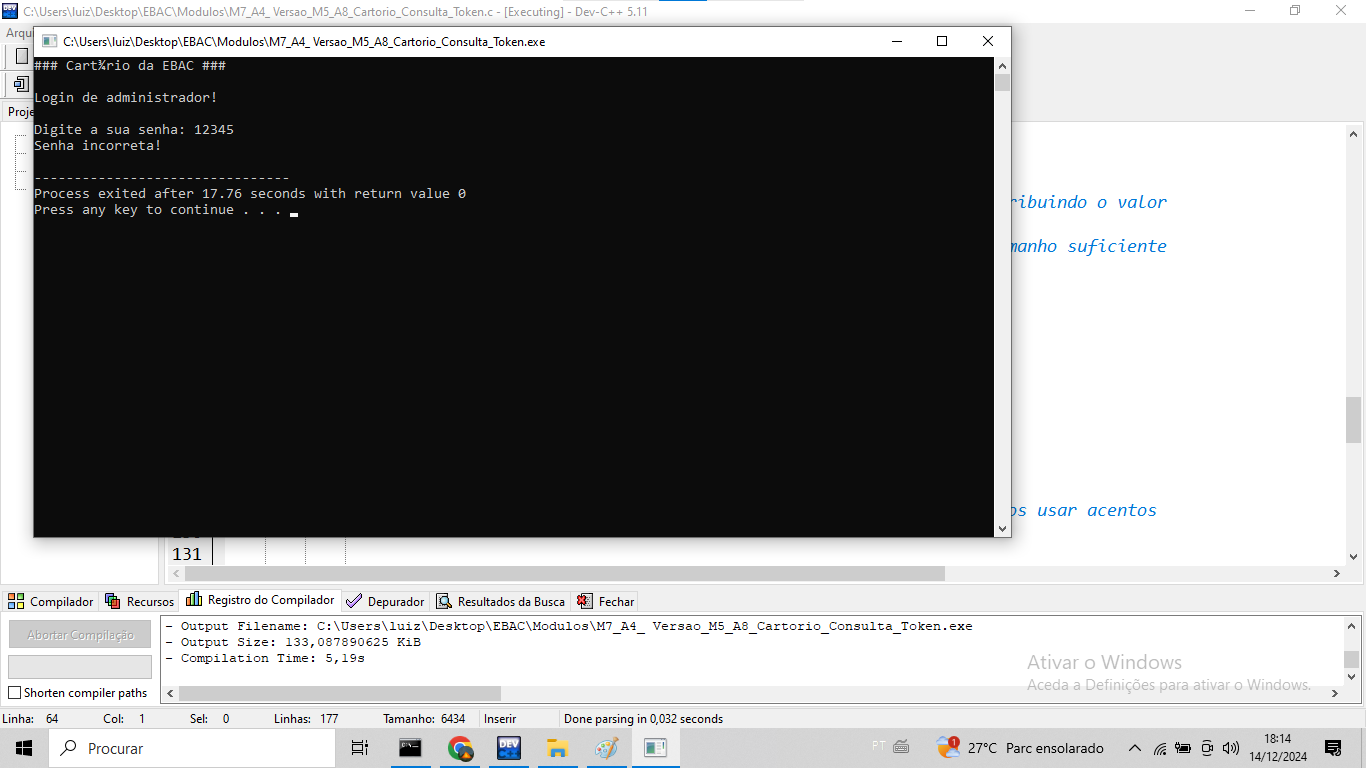 C:\Users\luiz\Desktop\EBAC\Modulos\M7_A4_ Versao_M5_A8_Cartorio_Consulta_Token.c - [Executing] - Dev-C++ 5.11
Arqui
C:\Users\luiz\Desktop\EBAC\Modulos\M7_A4_ Versao_M5_A8_Cartorio_Consulta_Token.exe
### Cart¾rio da EBAC ###
Login de administrador!
Digite a sua senha: 12345
Senha incorreta!
--------------------------------
Process exited after 17.76 seconds with return value 0
Press any key to continue . . .
Proje
ribuindo o valor
manho suficiente
os usar acentos
131
Compilador
Recursos
Registro do Compilador
Depurador
Resultados da Busca
Fechar
Abortar Compilação
Shorten compiler paths
- Output Filename: C:\Users\luiz\Desktop\EBAC\Modulos\M7_A4_ Versao_M5_A8_Cartorio_Consulta_Token.exe
- Output Size: 133,087890625 KiB
- Compilation Time: 5,19s
Ativar o Windows
Aceda a Definições para ativar o Windows.
Linha: 64 Col: 1 Sel: 0 Linhas: 177 Tamanho: 6434 Inserir Done parsing in 0,032 seconds
Procurar
DEV
1
PT
27°C Parc ensolarado
18:14
14/12/2024